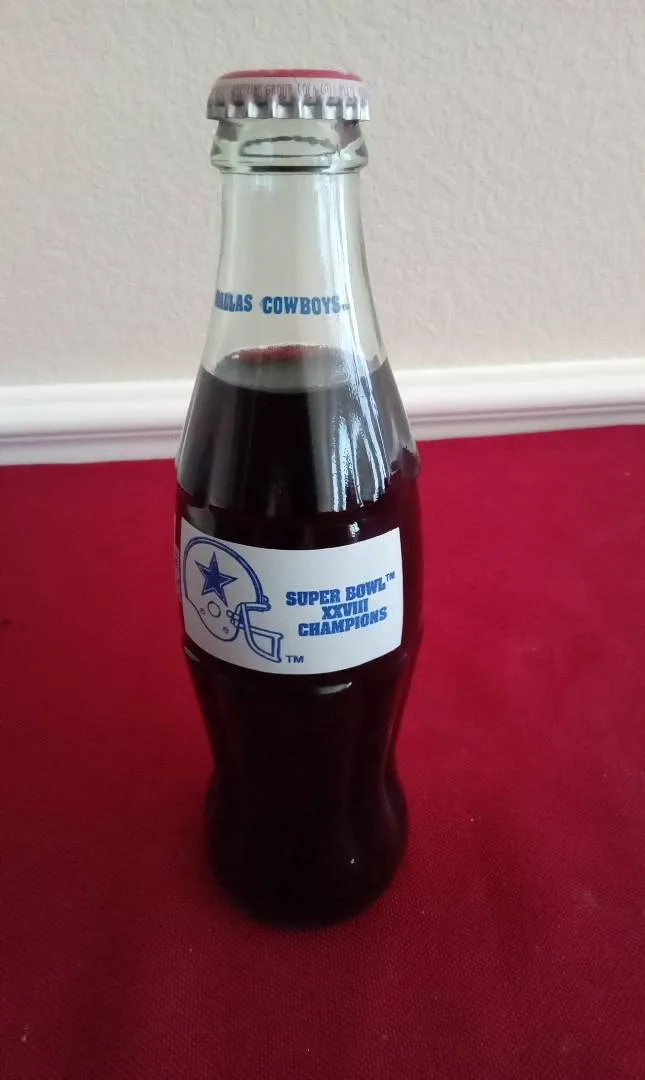 DALLAS COWBOYS™
SUPER BOWL™
XXVIII
CHAMPIONS
TM